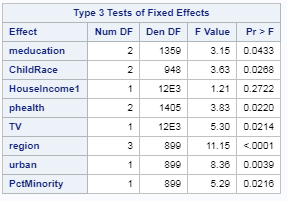 Type 3 Tests of Fixed Effects
Effect Num DF Den DF F Value Pr > F
meducation 2 1359 3.15 0.0433
ChildRace 2 948 3.63 0.0268
HouseIncome1 1 12E3 1.21 0.2722
phealth 2 1405 3.83 0.0220
TV 1 12E3 5.30 0.0214
region 3 899 11.15 <.0001
urban 1 899 8.36 0.0039
PctMinority 1 899 5.29 0.0216